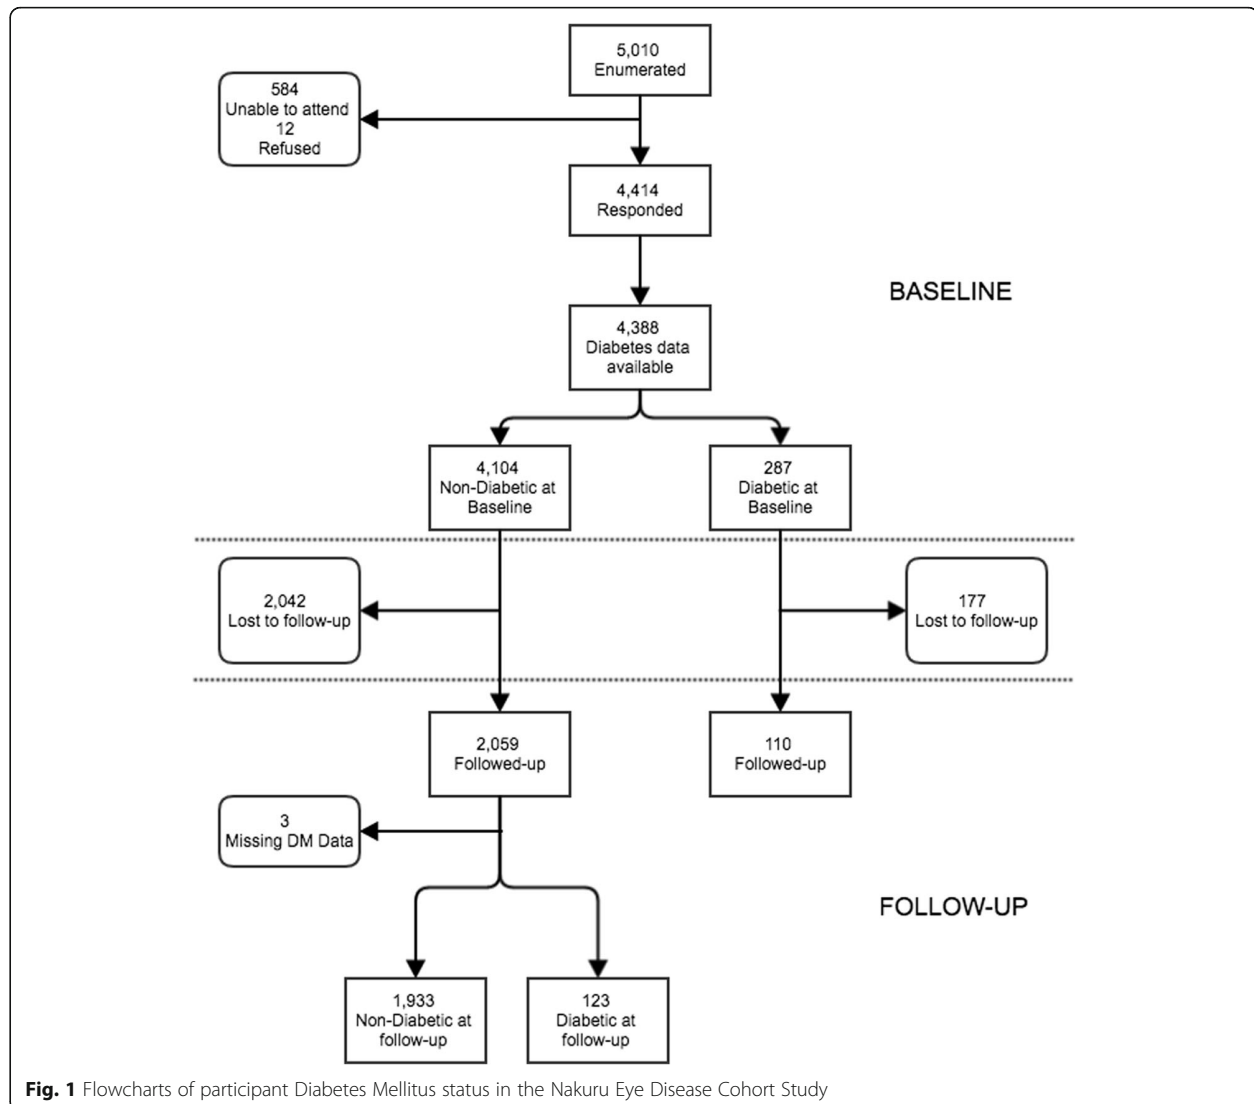 5,010
Enumerated
584
Unable to attend
12
Refused
4,414
Responded
BASELINE
4,388
Diabetes data
available
4,104
Non-Diabetic at
Baseline
287
Diabetic at
Baseline
2,042
Lost to follow-up
177
Lost to follow-up
2,059
Followed-up
110
Followed-up
3
Missing DM Data
FOLLOW-UP
1,933
Non-Diabetic at
follow-up
123
Diabetic at
follow-up
Fig. 1 Flowcharts of participant Diabetes Mellitus status in the Nakuru Eye Disease Cohort Study